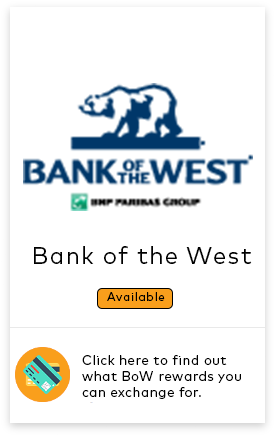 BANK OF THE WEST
BNP PARIBAS GROUP
Bank of the West
Available
Click here to find out
what BoW rewards you
can exchange for.